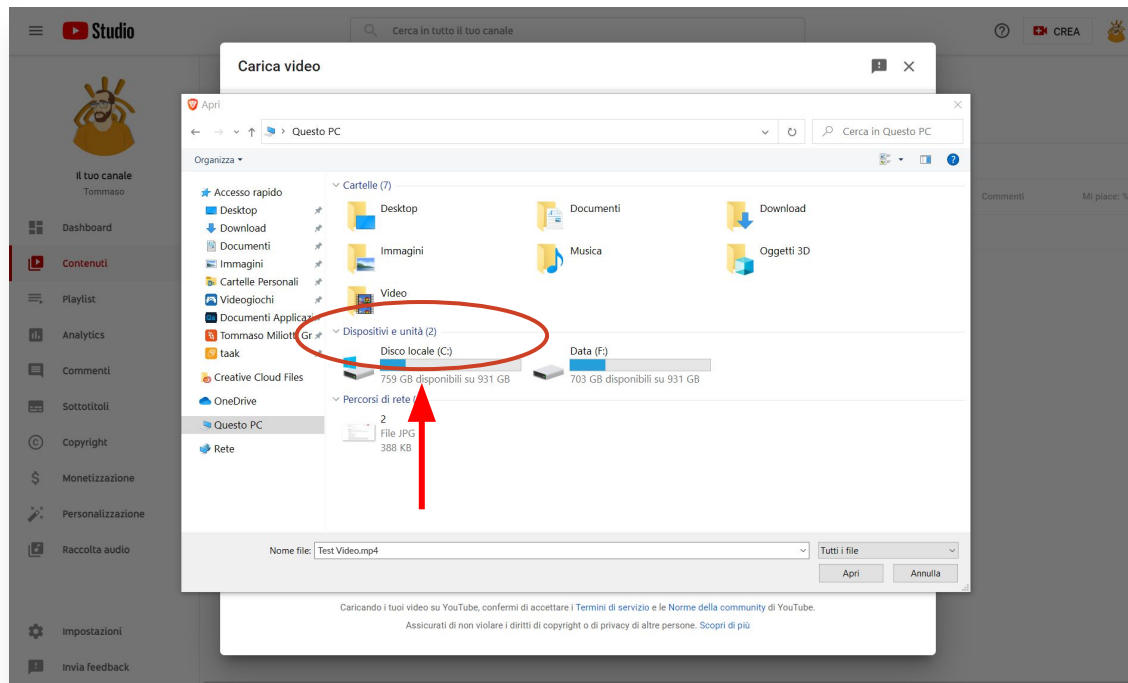 Studio
Cerca in tutto il tuo canale
CREA
Carica video
Il tuo canale
Tommaso
Dashboard
Contenuti
Playlist
Analytics
Commenti
Sottotitoli
Copyright
Monetizzazione
Personalizzazione
Raccolta audio
Impostazioni
Invia feedback
Commenti
Mi piace:
Apri
Questo PC
Cerca in Questo PC
Organizza
Accesso rapido
Desktop
Download
Documenti
Immagini
Cartelle Personali
Videogiochi
Documenti Applicazi
Tommaso Miliotti Gr
taak
Creative Cloud Files
OneDrive
Questo PC
Rete
Cartelle (7)
Desktop
Documenti
Download
Immagini
Musica
Oggetti 3D
Video
Dispositivi e unità (2)
Disco locale (C:)
759 GB disponibili su 931 GB
Data (F:)
703 GB disponibili su 931 GB
Percorsi di rete
2
File JPG
388 KB
Nome file: Test Video.mp4
Tutti i file
Apri
Annulla
Caricando i tuoi video su YouTube, confermi di accettare i Termini di servizio e le Norme della community di YouTube.
Assicurati di non violare i diritti di copyright o di privacy di altre persone. Scopri di più